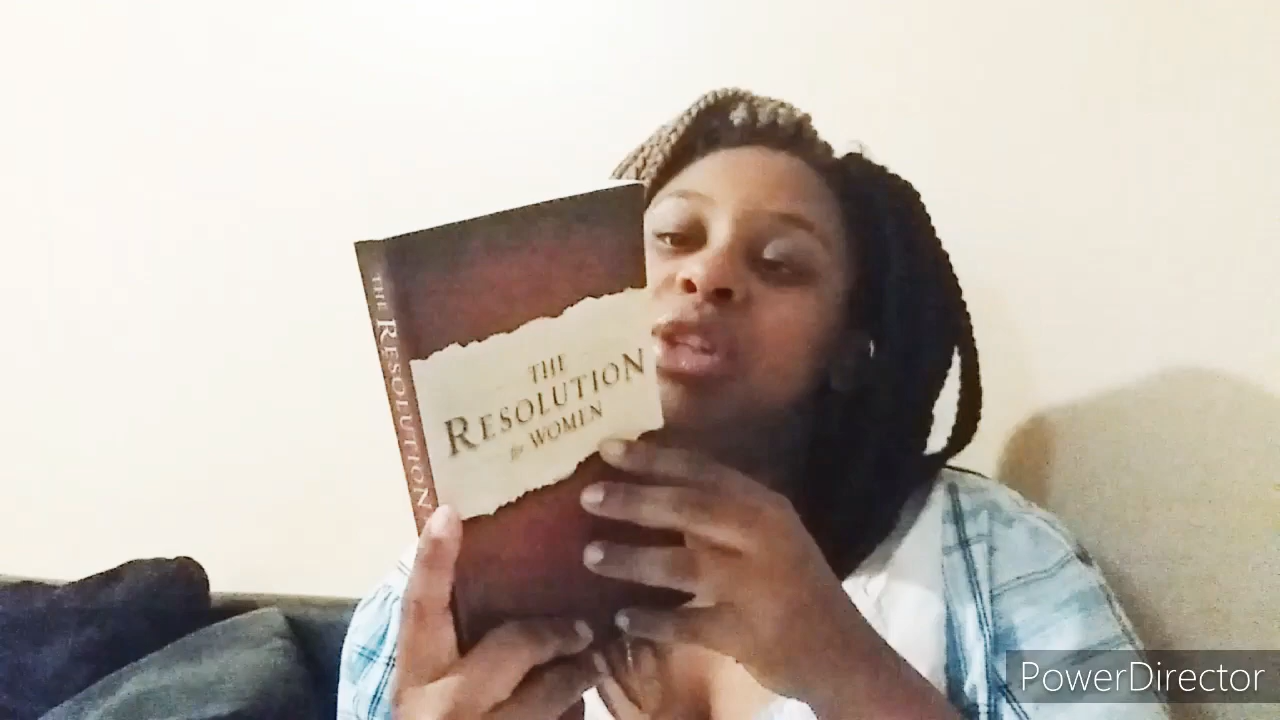 THE RESOLUTION
THE
RESOLUTION
for WOMEN
PowerDirector